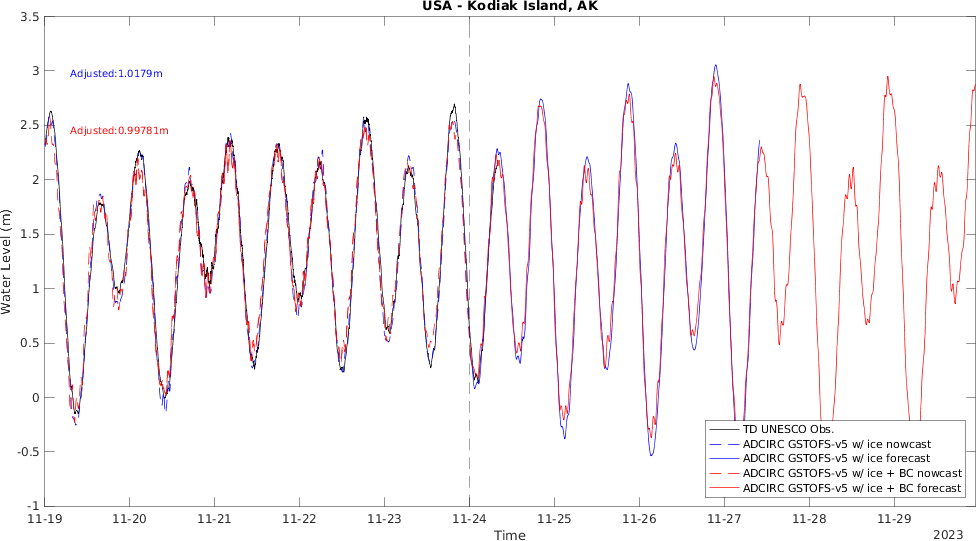 USA - Kodiak Island, AK
3.5
3
2.5
2
1.5
1
0.5
0
-0.5
-1
Water Level (m)
Adjusted:1.0179m
Adjusted:0.99781m
TD UNESCO Obs.
ADCIRC GSTOFS-v5 w/ ice nowcast
ADCIRC GSTOFS-v5 w/ ice forecast
ADCIRC GSTOFS-v5 w/ ice + BC nowcast
ADCIRC GSTOFS-v5 w/ ice + BC forecast
11-19 11-20 11-21 11-22 11-23 11-24 11-25 11-26 11-27 11-28 11-29
Time
2023